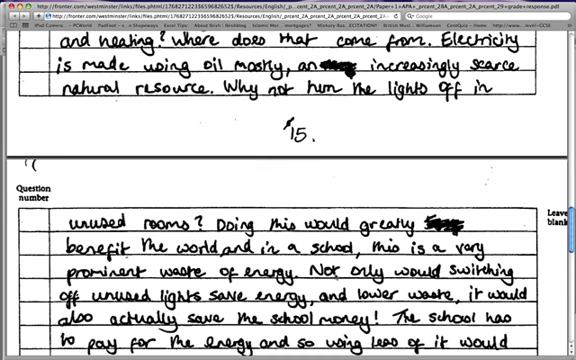 and heating? Where does that come from. Electricity
is made using oil mostly, an increasingly scarce
natural resource. Why not turn the lights off in
15.
Question
number
Leave
blank
unused rooms? Doing this would greatly
benefit the world, and in a school, this is a very
prominent waste of energy. Not only would switching
off unused lights save energy, and lower waste, it would
also actually save the school money! The school has
to pay for the energy and so using less of it would